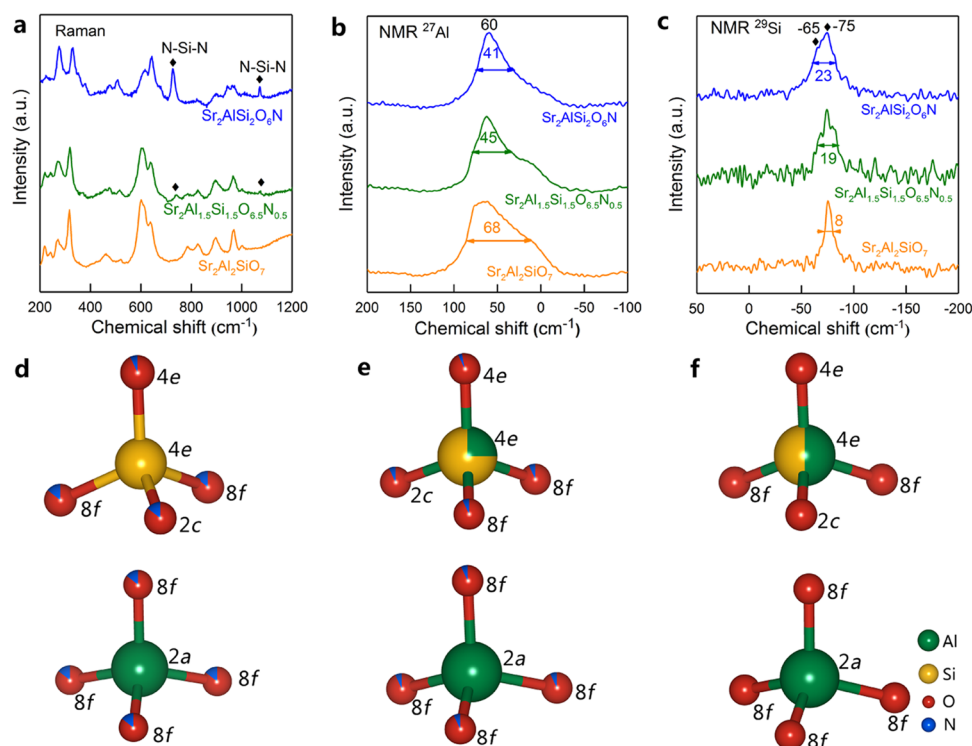 a
Raman
N-Si-N
N-Si-N
Sr₂AlSi₂O₆N
Sr₂Al₁.₅Si₁.₅O₆.₅N₀.₅
Sr₂Al₂SiO₇
Intensity (a.u.)
200 400 600 800 1000 1200
Chemical shift (cm⁻¹)
b
NMR ²⁷Al
60
41
Sr₂AlSi₂O₆N
45
Sr₂Al₁.₅Si₁.₅O₆.₅N₀.₅
68
Sr₂Al₂SiO₇
Intensity (a.u.)
200 100 50 0 -50 -100
Chemical shift (cm⁻¹)
c
NMR ²⁹Si
-65 -75
23
Sr₂AlSi₂O₆N
19
Sr₂Al₁.₅Si₁.₅O₆.₅N₀.₅
8
Sr₂Al₂SiO₇
Intensity (a.u.)
50 0 -50 -100 -150 -200
Chemical shift (cm⁻¹)
d
4e
4e
8f
8f
2c
8f
2a
8f
8f
8f
e
4e
4e
2c
8f
8f
8f
2a
8f
8f
8f
f
4e
4e
8f
8f
2c
8f
2a
8f
8f
8f
Al
Si
O
N